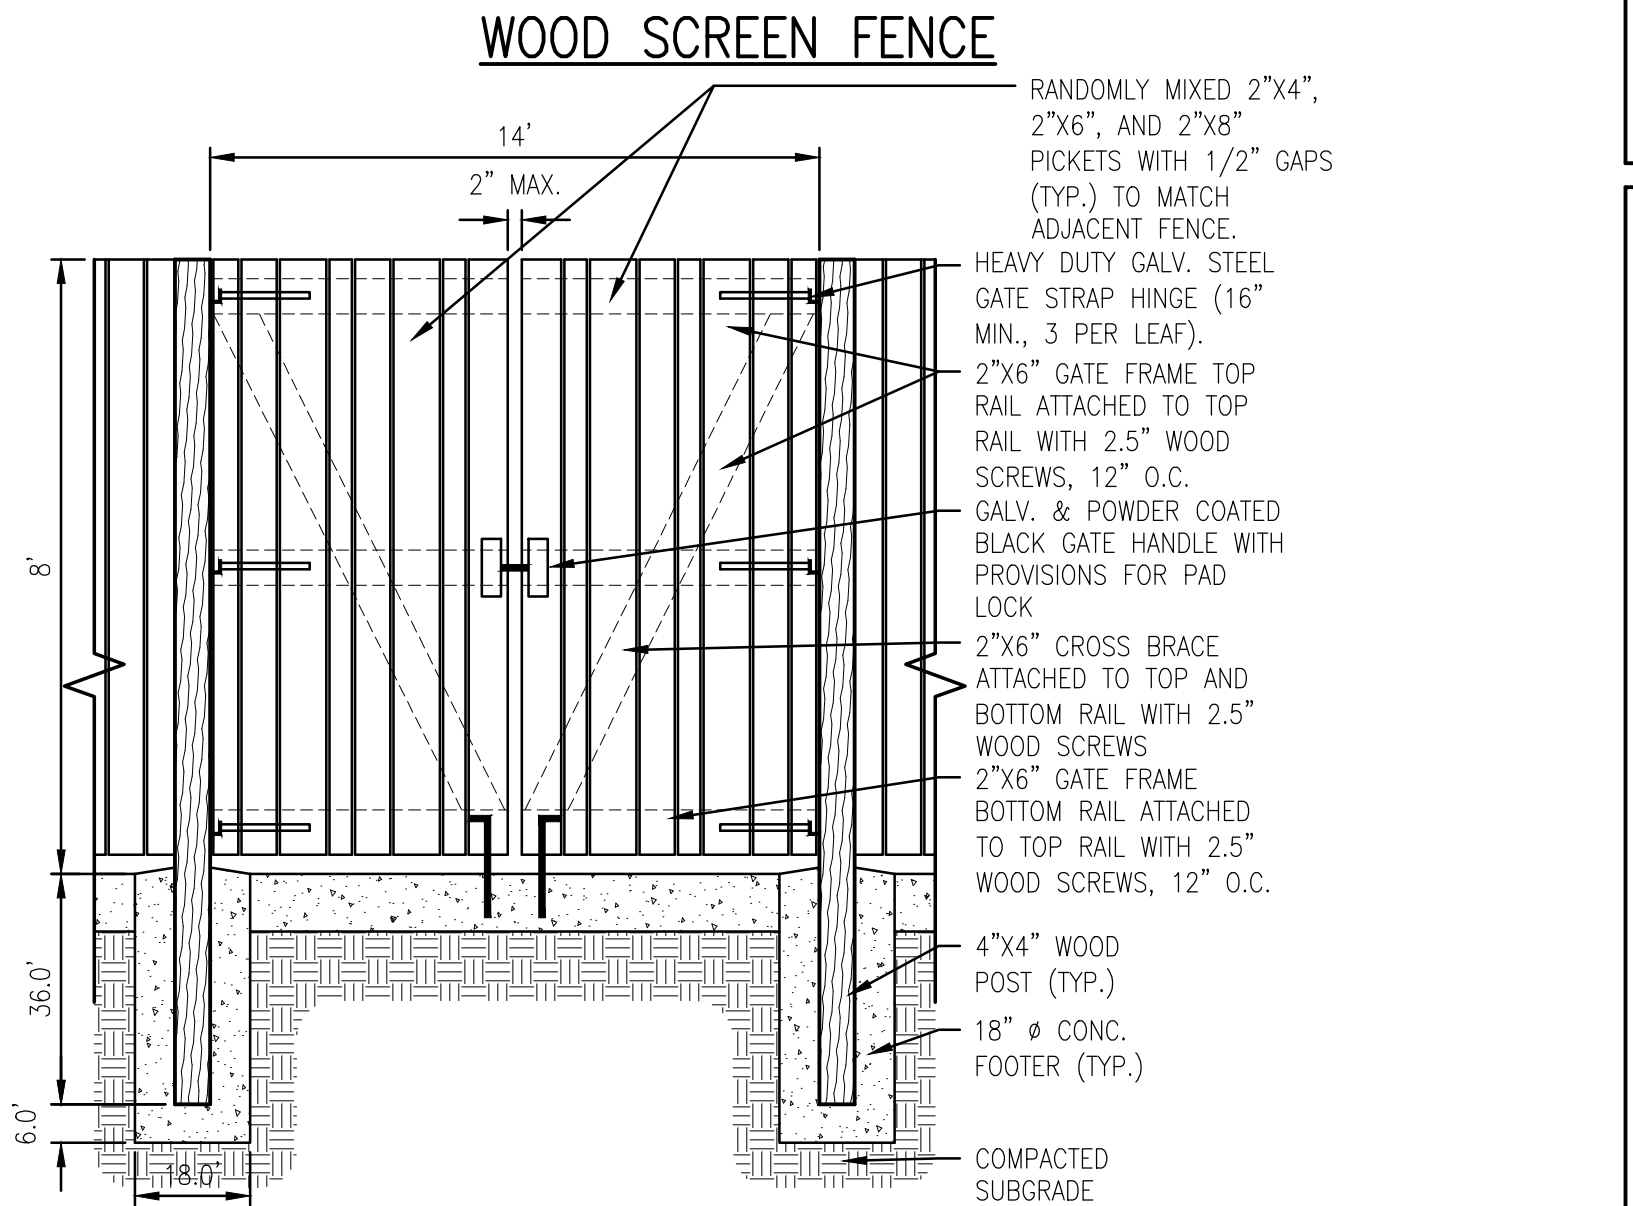 WOOD SCREEN FENCE
RANDOMLY MIXED 2”X4”,
2”X6”, AND 2”X8”
PICKETS WITH 1/2” GAPS
(TYP.) TO MATCH
ADJACENT FENCE.
14’
2” MAX.
HEAVY DUTY GALV. STEEL
GATE STRAP HINGE (16”
MIN., 3 PER LEAF).
2”X6” GATE FRAME TOP
RAIL ATTACHED TO TOP
RAIL WITH 2.5” WOOD
SCREWS, 12” O.C.
GALV. & POWDER COATED
BLACK GATE HANDLE WITH
PROVISIONS FOR PAD
LOCK
8’
2”X6” CROSS BRACE
ATTACHED TO TOP AND
BOTTOM RAIL WITH 2.5”
WOOD SCREWS
2”X6” GATE FRAME
BOTTOM RAIL ATTACHED
TO TOP RAIL WITH 2.5”
WOOD SCREWS, 12” O.C.
4”X4” WOOD
POST (TYP.)
36.0’
18” ø CONC.
FOOTER (TYP.)
6.0’
18.0’
COMPACTED
SUBGRADE